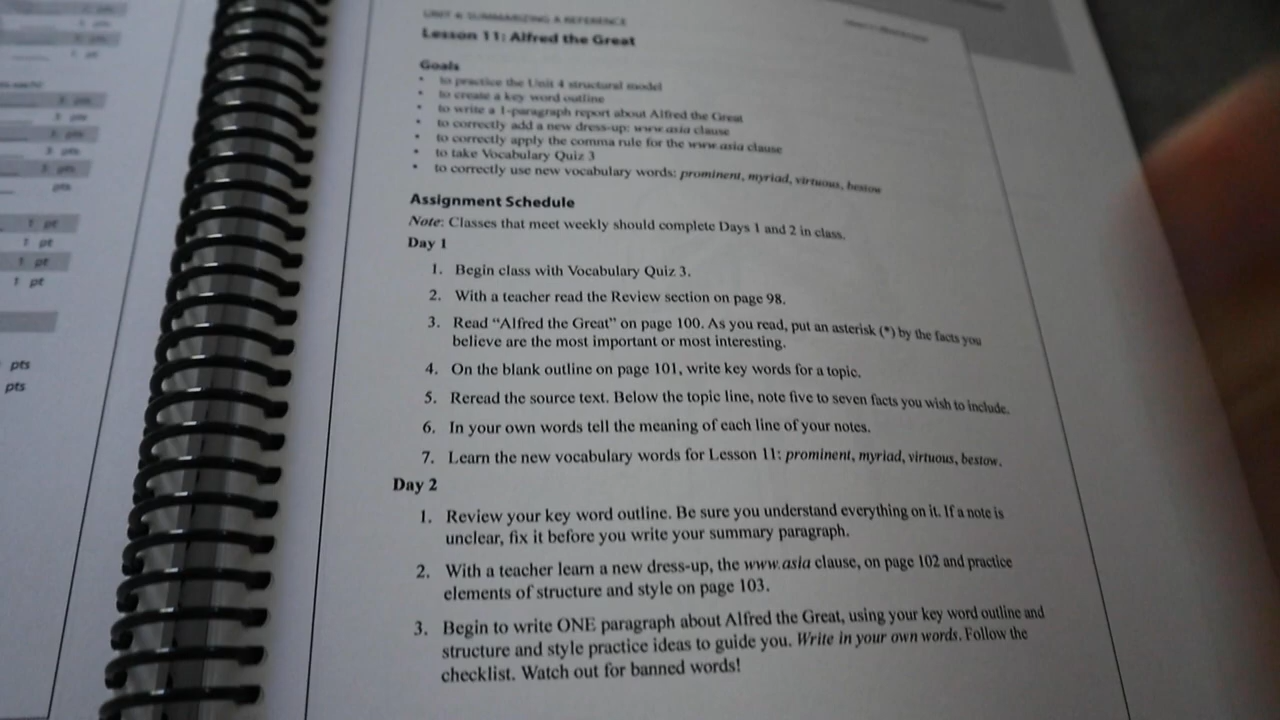 UNIT 4: SUMMARIZING A REFERENCE
Lesson 11: Alfred the Great
Goals
• to practice the Unit 4 structural model
• to create a key word outline
• to write a 1-paragraph report about Alfred the Great
• to correctly add a new dress-up: www.asia clause
• to correctly apply the comma rule for the www.asia clause
• to take Vocabulary Quiz 3
• to correctly use new vocabulary words: prominent, myriad, virtuous, bestow
Assignment Schedule
Note: Classes that meet weekly should complete Days 1 and 2 in class.
Day 1
1. Begin class with Vocabulary Quiz 3.
2. With a teacher read the Review section on page 98.
3. Read “Alfred the Great” on page 100. As you read, put an asterisk (*) by the facts you
believe are the most important or most interesting.
4. On the blank outline on page 101, write key words for a topic.
5. Reread the source text. Below the topic line, note five to seven facts you wish to include.
6. In your own words tell the meaning of each line of your notes.
7. Learn the new vocabulary words for Lesson 11: prominent, myriad, virtuous, bestow.
Day 2
1. Review your key word outline. Be sure you understand everything on it. If a note is
unclear, fix it before you write your summary paragraph.
2. With a teacher learn a new dress-up, the www.asia clause, on page 102 and practice
elements of structure and style on page 103.
3. Begin to write ONE paragraph about Alfred the Great, using your key word outline and
structure and style practice ideas to guide you. Write in your own words. Follow the
checklist. Watch out for banned words!
1 pt
1 pt
1 pt
1 pt
pts
pts